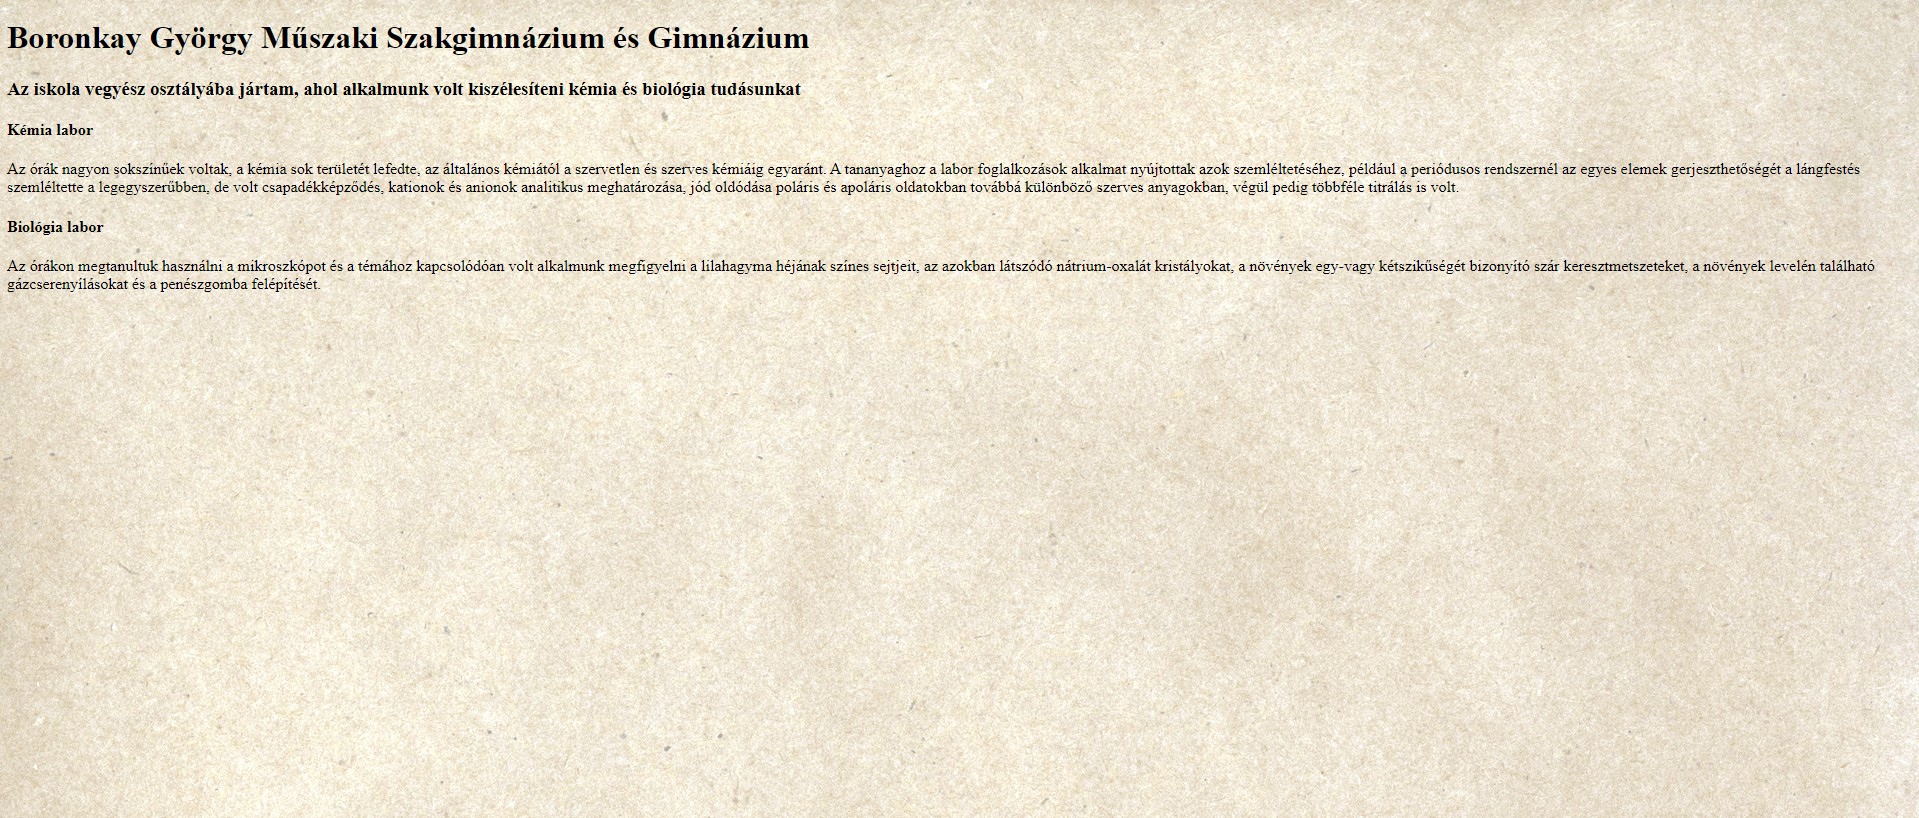 Boronkay György Műszaki Szakgimnázium és Gimnázium
Az iskola vegyész osztályába jártam, ahol alkalmunk volt kiszélesíteni kémia és biológia tudásunkat
Kémia labor
Az órák nagyon sokszínűek voltak, a kémia sok területét lefedte, az általános kémiától a szervetlen és szerves kémiáig egyaránt. A tananyaghoz a labor foglalkozások alkalmat nyújtottak azok szemléltetéséhez, például a periódusos rendszernél az egyes elemek gerjeszthetőségét a lángfestés
szemléltette a legegyszerűbben, de volt csapadékképződés, kationok és anionok analitikus meghatározása, jód oldódása poláris és apoláris oldatokban továbbá különböző szerves anyagokban, végül pedig többféle titrálás is volt.
Biológia labor
Az órákon megtanultuk használni a mikroszkópot és a témához kapcsolódóan volt alkalmunk megfigyelni a lilahagyma héjának színes sejtjeit, az azokban látszódó nátrium-oxalát kristályokat, a növények egy-vagy kétszikűségét bizonyító szár keresztmetszeteket, a növények levelén található
gázcserenyílásokat és a penészgomba felépítését.